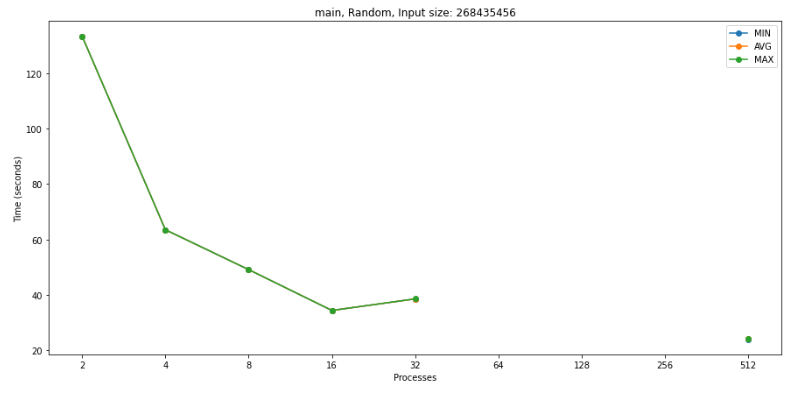 main, Random, Input size: 268435456
MIN
AVG
MAX
Time (seconds)
120
100
80
60
40
20
2 4 8 16 32 64 128 256 512
Processes